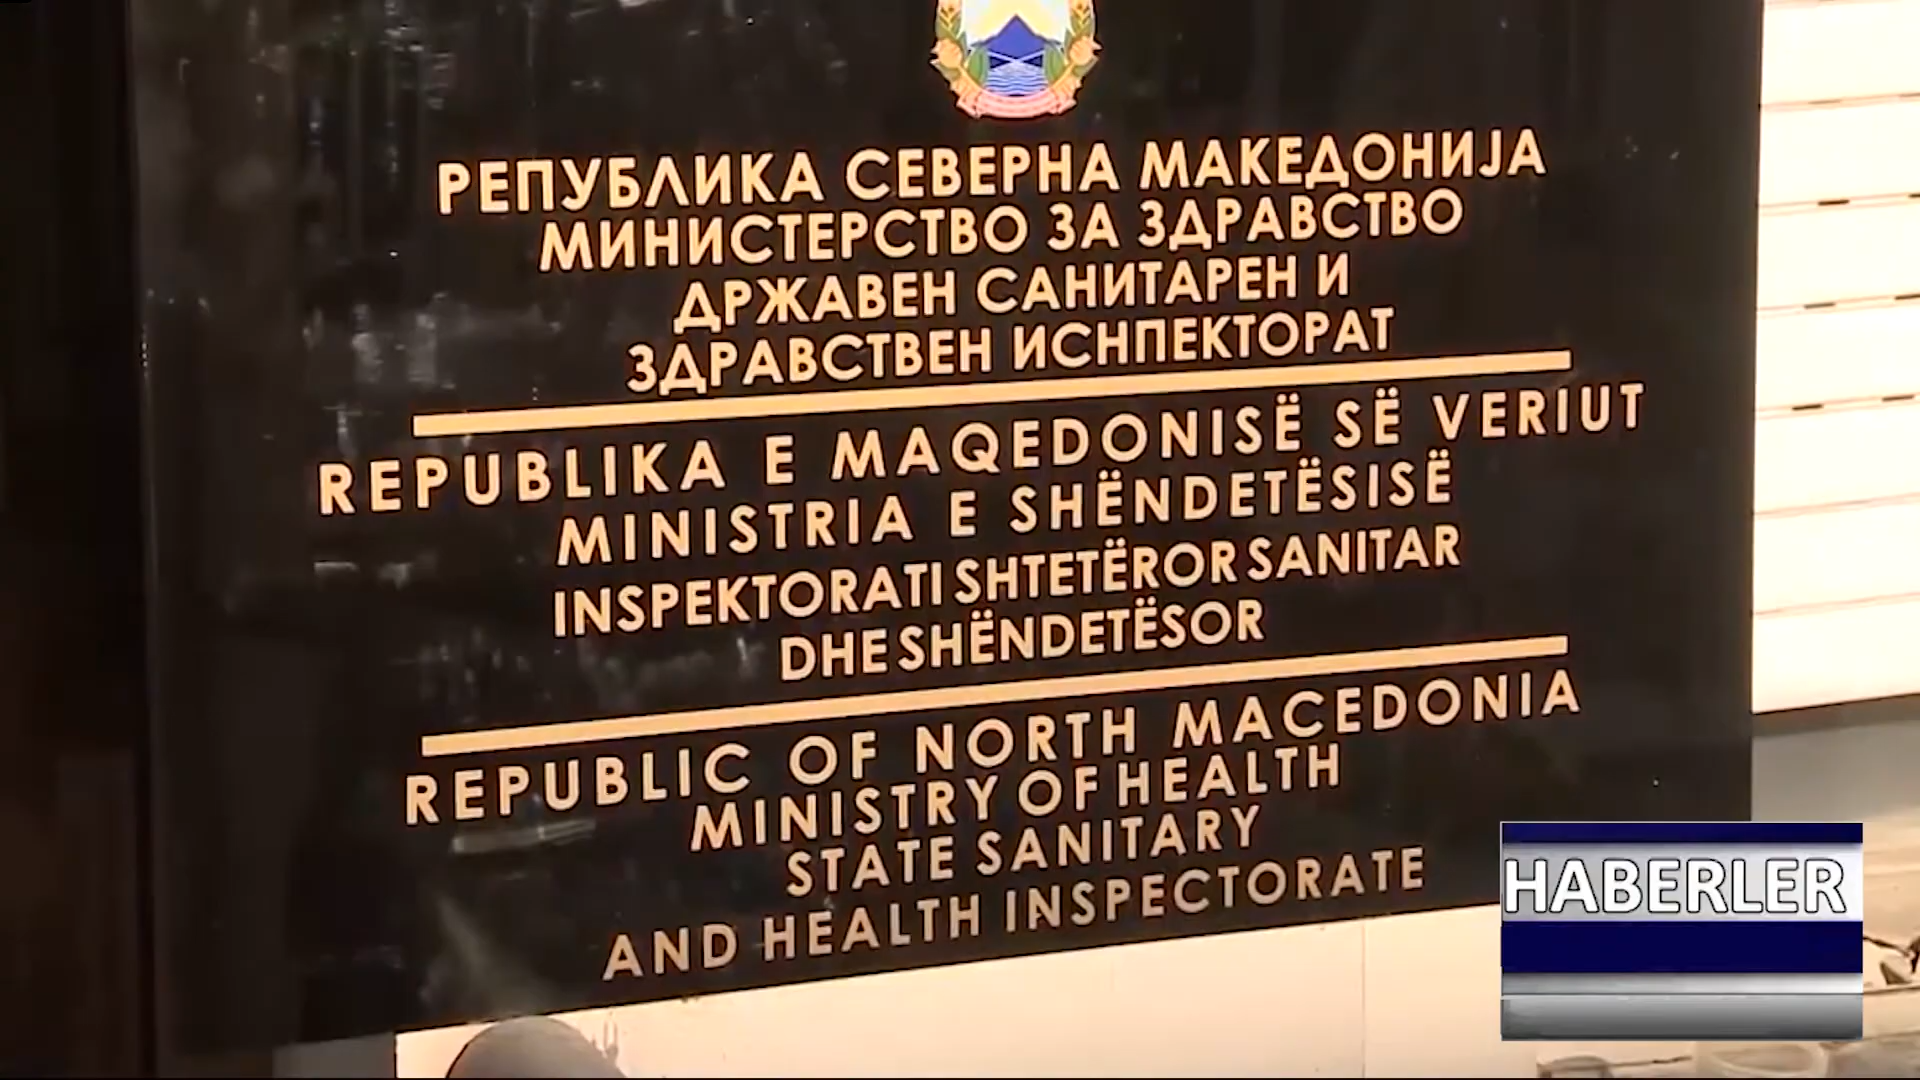 РЕПУБЛИКА СЕВЕРНА МАКЕДОНИЈА
МИНИСТЕРСТВО ЗА ЗДРАВСТВО
ДРЖАВЕН САНИТАРЕН И
ЗДРАВСТВЕН ИСНПЕКТОРАТ
REPUBLIKA E MAQEDONISË SË VERIUT
MINISTRIA E SHËNDETËSISË
INSPEKTORATI SHTETËROR SANITAR
DHE SHËNDETËSOR
REPUBLIC OF NORTH MACEDONIA
MINISTRY OF HEALTH
STATE SANITARY
AND HEALTH INSPECTORATE
HABERLER